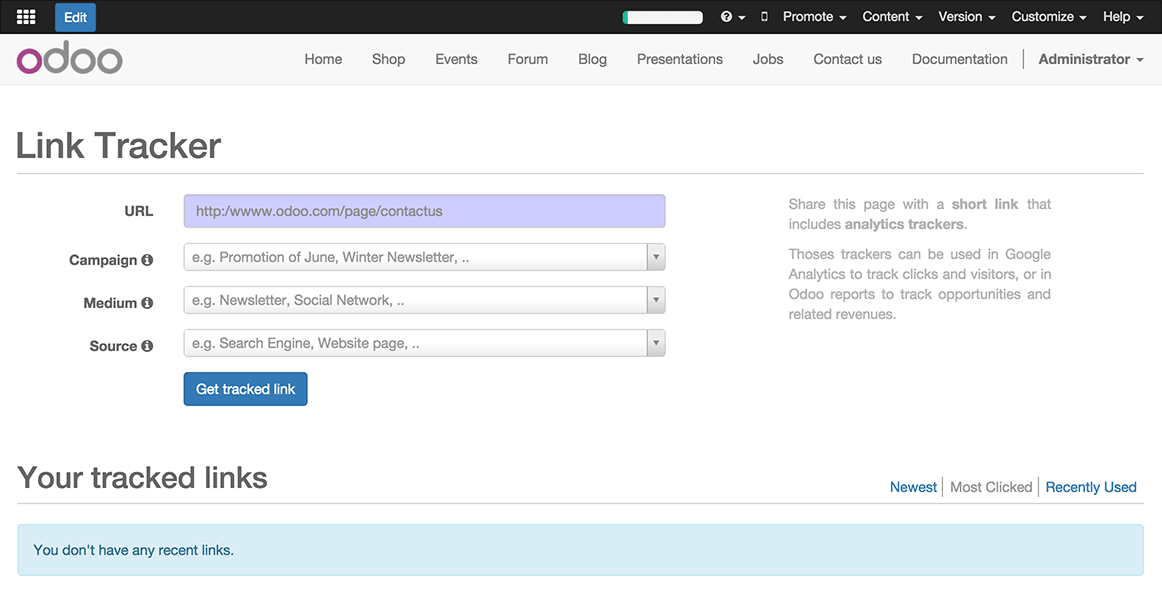 Edit Promote Content Version Customize Help
odoo Home Shop Events Forum Blog Presentations Jobs Contact us Documentation Administrator
Link Tracker
URL http:/wwww.odoo.com/page/contactus
Campaign e.g. Promotion of June, Winter Newsletter, ..
Medium e.g. Newsletter, Social Network, ..
Source e.g. Search Engine, Website page, ..
Get tracked link
Share this page with a short link that
includes analytics trackers.
Thoses trackers can be used in Google
Analytics to track clicks and visitors, or in
Odoo reports to track opportunities and
related revenues.
Your tracked links
Newest Most Clicked Recently Used
You don't have any recent links.